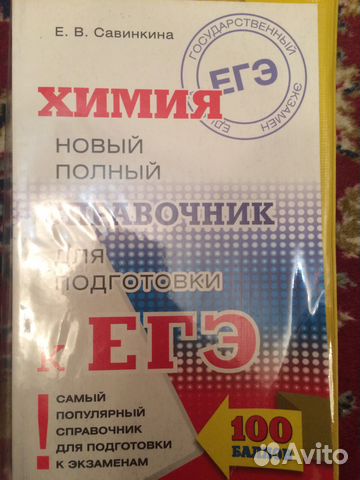 Е. В. Савинкина
ГОСУДАРСТВЕННЫЙ
ЭКЗАМЕН
ЕГЭ
ХИМИЯ
НОВЫЙ
ПОЛНЫЙ
СПРАВОЧНИК
ДЛЯ
ПОДГОТОВКИ
к ЕГЭ
!
САМЫЙ
ПОПУЛЯРНЫЙ
СПРАВОЧНИК
ДЛЯ ПОДГОТОВКИ
К ЭКЗАМЕНАМ
100
БАЛЛОВ
Avito